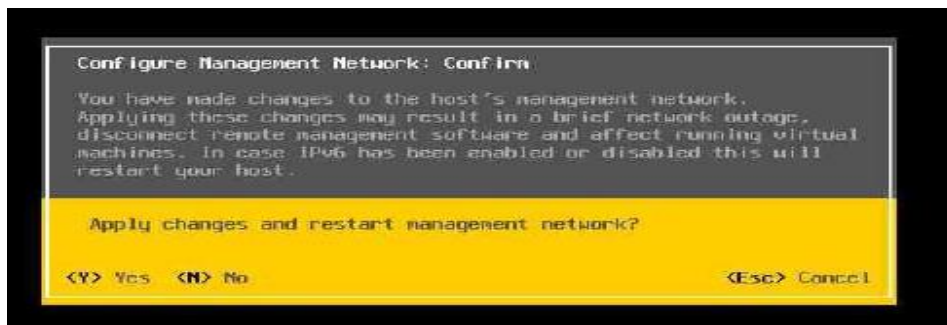 Configure Management Network: Confirm
You have made changes to the host's management network.
Applying these changes may result in a brief network outage,
disconnect remote management software and affect running virtual
machines. In case IPv6 has been enabled or disabled this will
restart your host.
Apply changes and restart management network?
<Y> Yes <N> No <Esc> Cancel